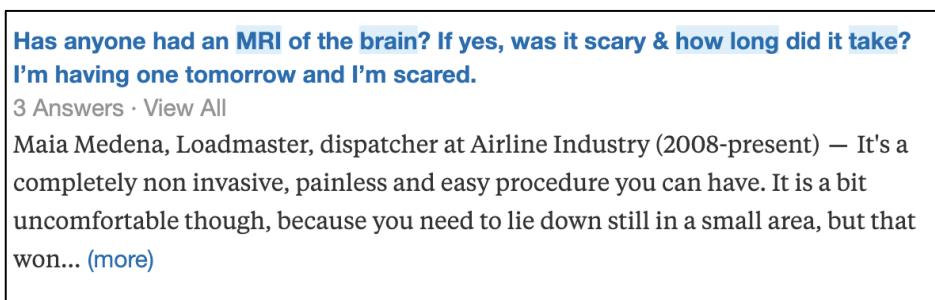 Has anyone had an MRI of the brain? If yes, was it scary & how long did it take?
I’m having one tomorrow and I’m scared.
3 Answers · View All
Maia Medena, Loadmaster, dispatcher at Airline Industry (2008-present) — It's a
completely non invasive, painless and easy procedure you can have. It is a bit
uncomfortable though, because you need to lie down still in a small area, but that
won... (more)